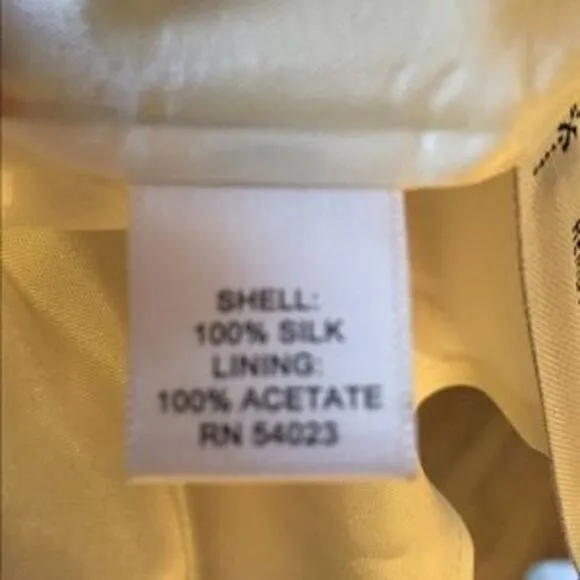 SHELL:
100% SILK
LINING:
100% ACETATE
RN 54023